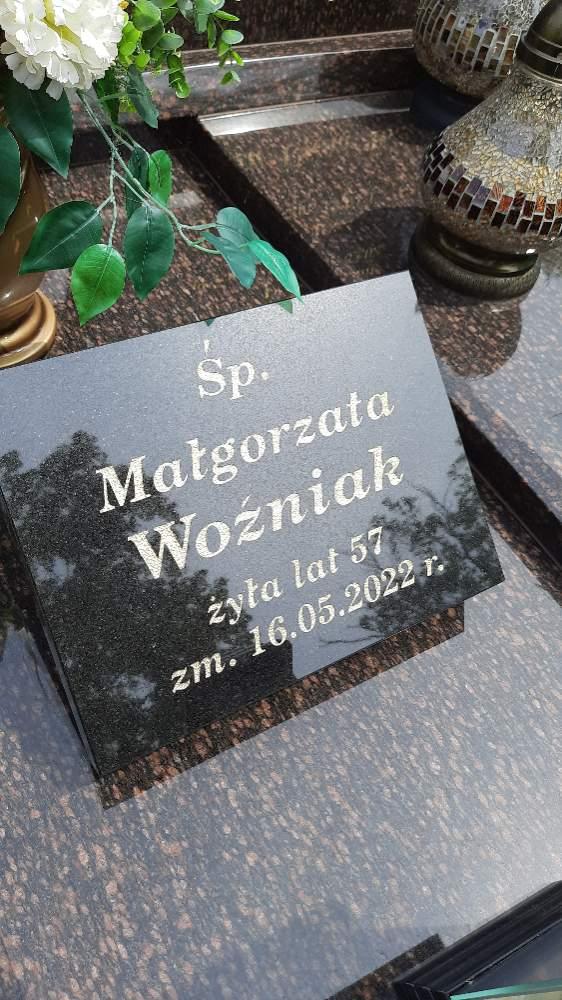 Śp.
Małgorzata
Woźniak
żyła lat 57
zm. 16.05.2022 r.